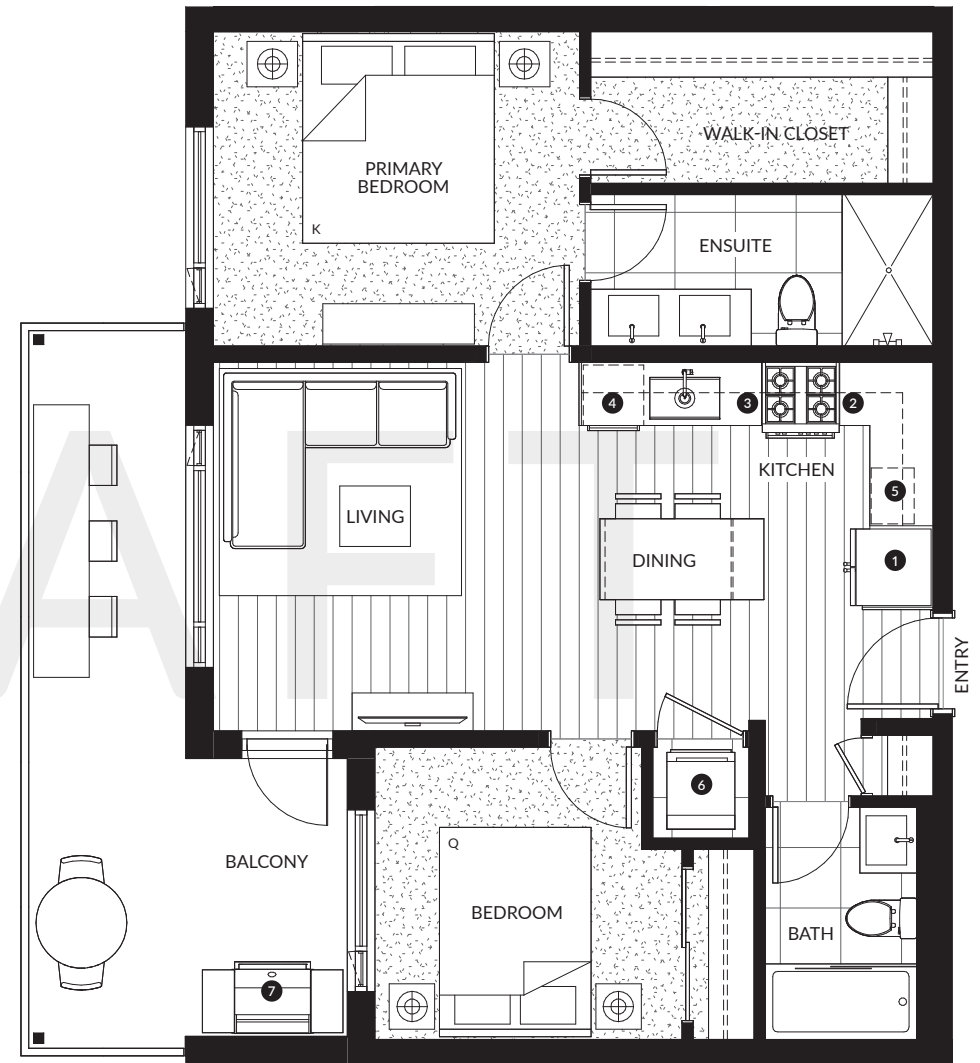 WALK-IN CLOSET
PRIMARY
BEDROOM
K
ENSUITE
4
3
2
KITCHEN
5
LIVING
DINING
1
ENTRY
AFT
6
Q
BALCONY
BEDROOM
BATH
7